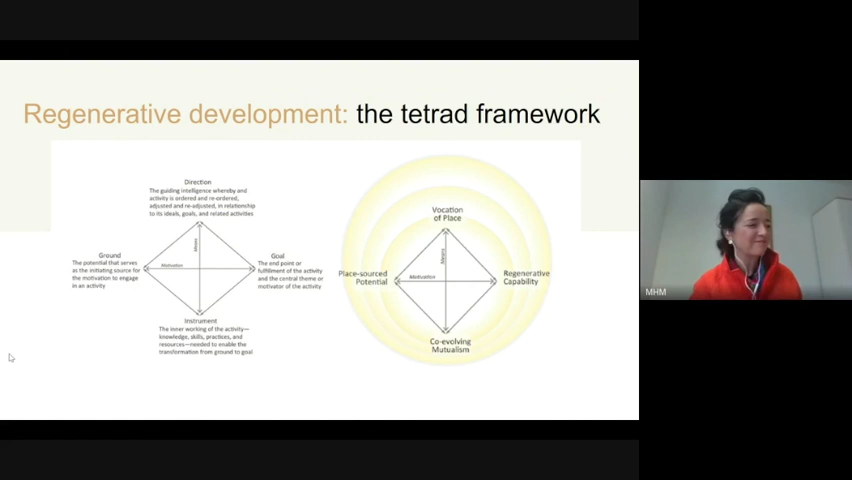 Regenerative development: the tetrad framework
Direction
The guiding intelligence whereby and
activity is ordered and re-ordered,
adjusted and re-adjusted, in relationship
to its ideals, goals, and related activities
Ground
The potential that serves
as the initiating source for
the motivation to engage
in an activity
Means
Motivation
Goal
The end point or
fulfillment of the activity
and the central theme or
motivator of the activity
Instrument
The inner working of the activity—
knowledge, skills, practices, and
resources—needed to enable the
transformation from ground to goal
Vocation
of Place
Place-sourced
Potential
Means
Motivation
Regenerative
Capability
Co-evolving
Mutualism
MHM